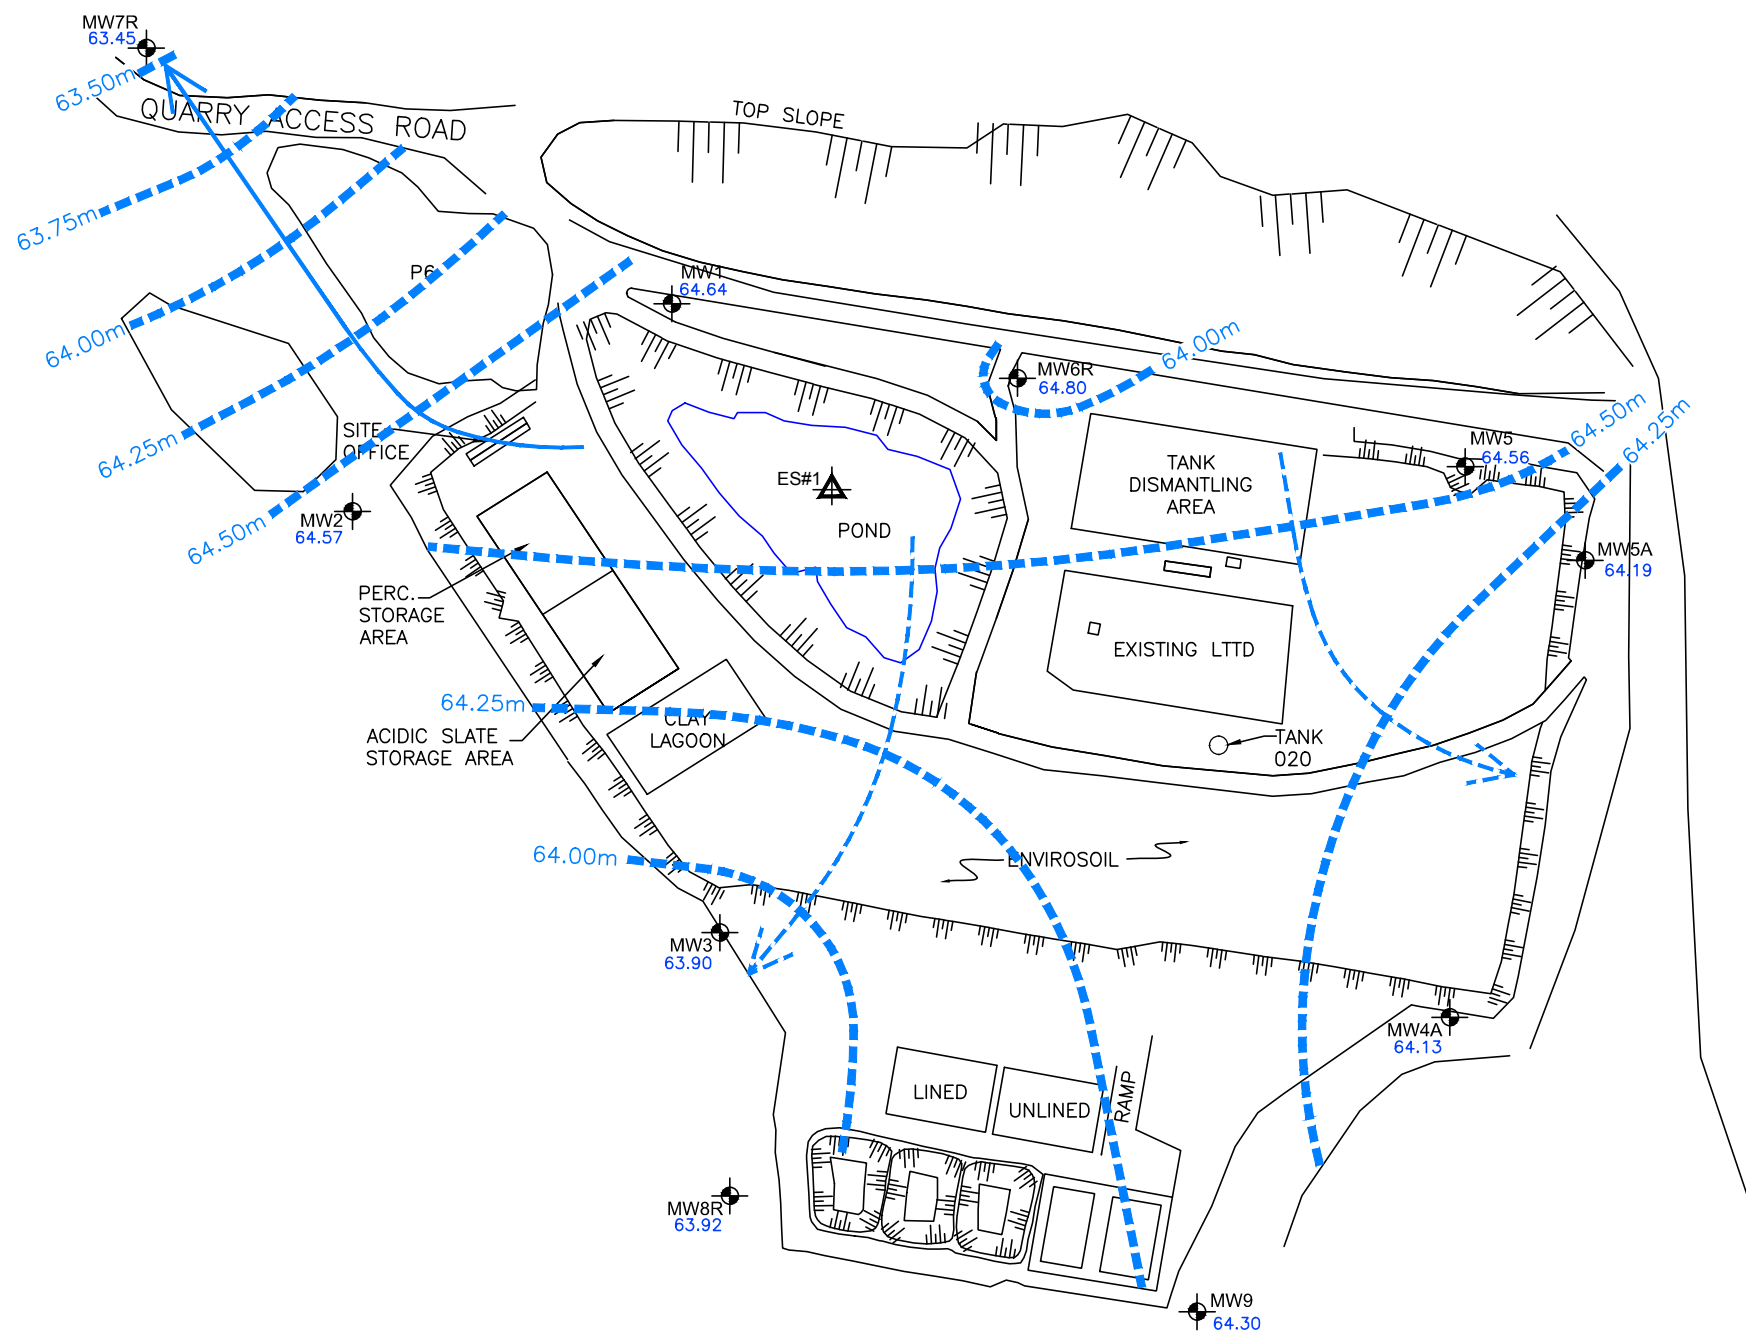 MW7R
63.45
63.50m
QUARRY ACCESS ROAD
TOP SLOPE
63.75m
P6
MW1
64.64
64.00m
64.00m
MW6R
64.80
64.50m
64.25m
SITE
OFFICE
64.25m
MW5
64.56
TANK
DISMANTLING
AREA
ES#1
POND
MW2
64.57
64.50m
MW5A
64.19
PERC.
STORAGE
AREA
EXISTING LTTD
64.25m
CLAY
LAGOON
ACIDIC SLATE
STORAGE AREA
TANK
020
64.00m
ENVIROSOIL
MW3
63.90
MW4A
64.13
LINED
UNLINED
RAMP
MW8R
63.92
MW9
64.30